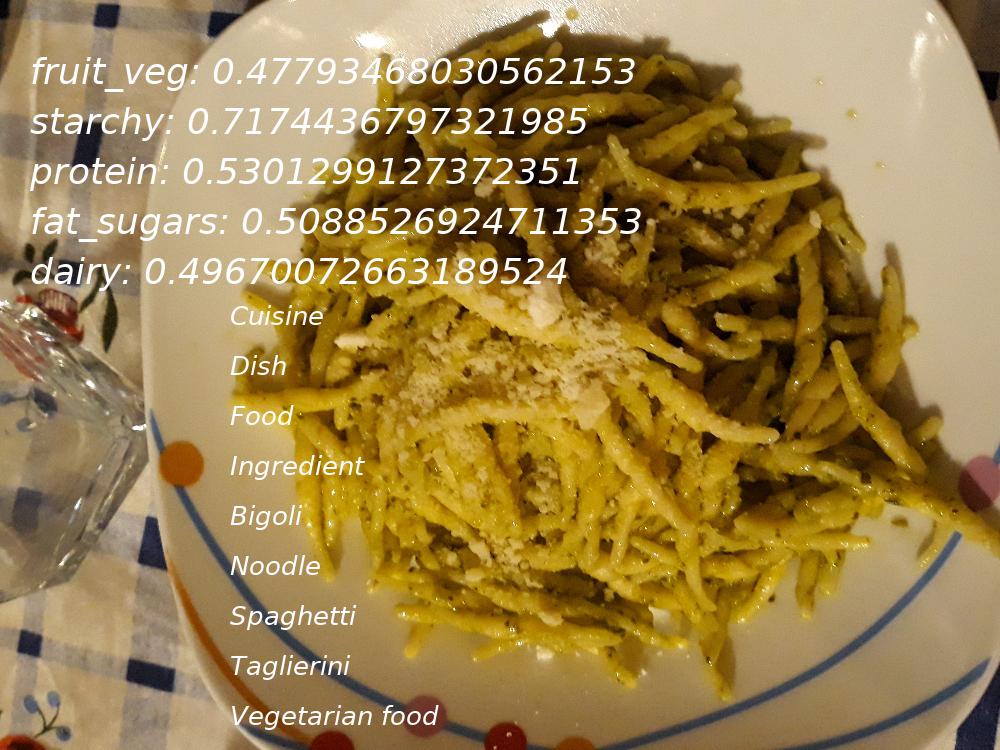 fruit_veg: 0.47793468030562153
starchy: 0.7174436797321985
protein: 0.5301299127372351
fat_sugars: 0.5088526924711353
dairy: 0.49670072663189524
Cuisine
Dish
Food
Ingredient
Bigoli
Noodle
Spaghetti
Taglierini
Vegetarian food